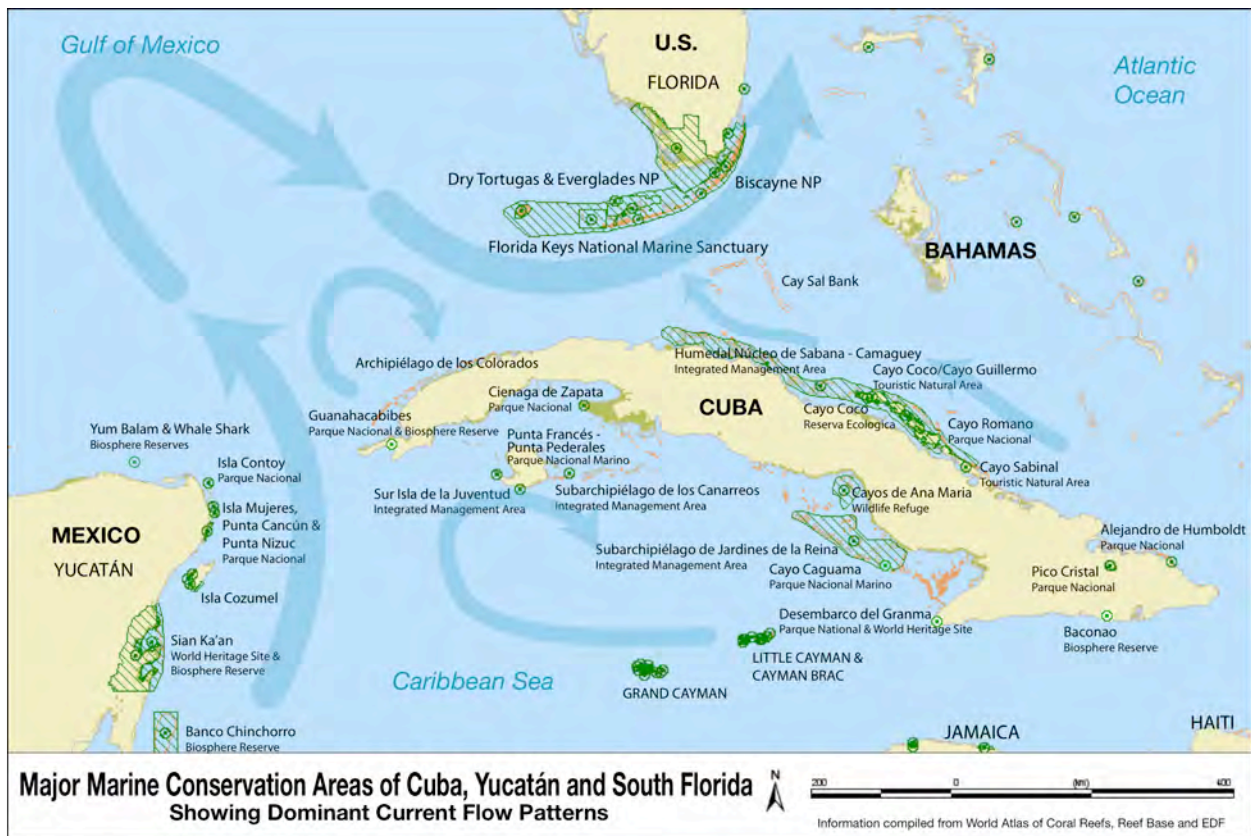 Gulf of Mexico
U.S.
FLORIDA
Atlantic
Ocean
Dry Tortugas & Everglades NP
Biscayne NP
Florida Keys National Marine Sanctuary
BAHAMAS
Cay Sal Bank
Archipiélago de los Colorados
Humedal Núcleo de Sabana - Camaguey
Integrated Management Area
Cayo Coco/Cayo Guillermo
Touristic Natural Area
Cienaga de Zapata
Parque Nacional
CUBA
Cayo Coco
Reserva Ecologica
Guanahacabibes
Parque Nacional & Biosphere Reserve
Cayo Romano
Parque Nacional
Yum Balam & Whale Shark
Biosphere Reserves
Punta Francés -
Punta Pederales
Parque Nacional Marino
Isla Contoy
Parque Nacional
Cayo Sabinal
Touristic Natural Area
Sur Isla de la Juventud
Integrated Management Area
Subarchipiélago de los Canarreos
Integrated Management Area
Cayos de Ana Maria
Wildlife Refuge
Isla Mujeres,
Punta Cancún &
Punta Nizuc
Parque Nacional
MEXICO
YUCATÁN
Alejandro de Humboldt
Parque Nacional
Subarchipiélago de Jardines de la Reina
Integrated Management Area
Cayo Caguama
Parque Nacional Marino
Pico Cristal
Parque Nacional
Isla Cozumel
Desembarco del Granma
Parque National & World Heritage Site
Baconao
Biosphere Reserve
Sian Ka'an
World Heritage Site &
Biosphere Reserve
LITTLE CAYMAN &
CAYMAN BRAC
Caribbean Sea
GRAND CAYMAN
Banco Chinchorro
Biosphere Reserve
JAMAICA
HAITI
Major Marine Conservation Areas of Cuba, Yucatán and South Florida
Showing Dominant Current Flow Patterns
N
200 0 (NM) 400
Information compiled from World Atlas of Coral Reefs, Reef Base and EDF